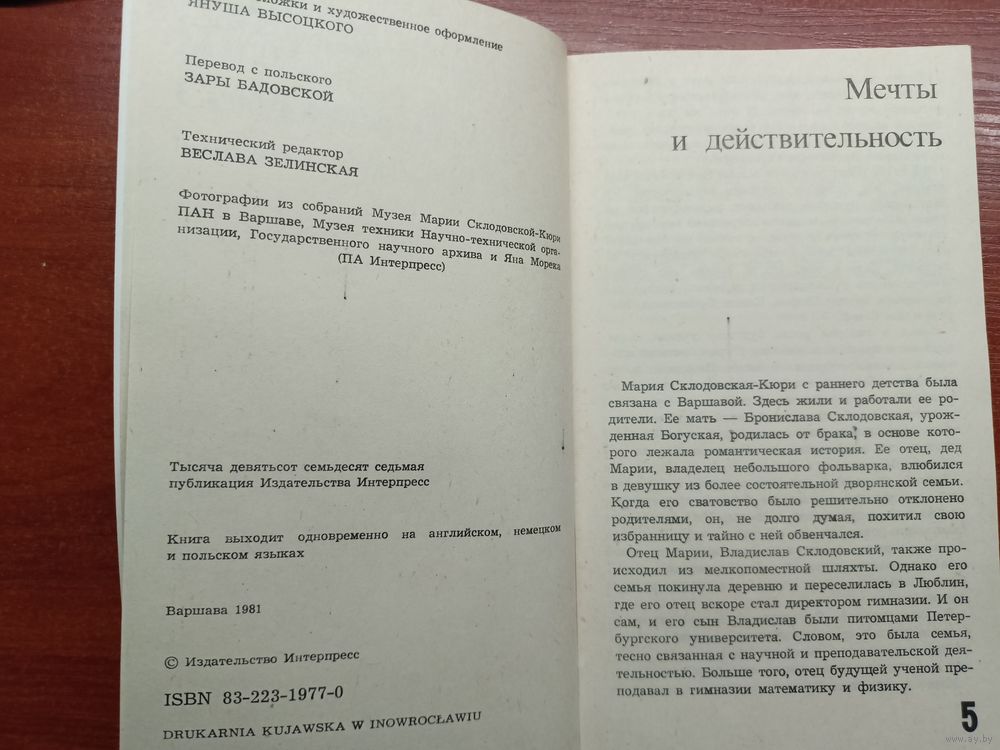 и художественное оформление
ЯНУША ВЫСОЦКОГО
Перевод с польского
ЗАРЫ БАДОВСКОЙ
Технический редактор
ВЕСЛАВА ЗЕЛИНСКАЯ
Фотографии из собраний Музея Марии Склодовской-Кюри
ПАН в Варшаве, Музея техники Научно-технической орга-
низации, Государственного научного архива и Яна Морека
(ПА Интерпресс)
Тысяча девятьсот семьдесят седьмая
публикация Издательства Интерпресс
Книга выходит одновременно на английском, немецком
и польском языках
Варшава 1981
© Издательство Интерпресс
ISBN 83-223-1977-0
DRUKARNIA KUJAWSKA W INOWROCŁAWIU
Мечты
и действительность
Мария Склодовская-Кюри с раннего детства была
связана с Варшавой. Здесь жили и работали ее ро-
дители. Ее мать — Бронислава Склодовская, урож-
денная Богуская, родилась от брака, в основе кото-
рого лежала романтическая история. Ее отец, дед
Марии, владелец небольшого фольварка, влюбился
в девушку из более состоятельной дворянской семьи.
Когда его сватовство было решительно отклонено
родителями, он, не долго думая, похитил свою
избранницу и тайно с ней обвенчался.
Отец Марии, Владислав Склодовский, также про-
исходил из мелкопоместной шляхты. Однако его
семья покинула деревню и переселилась в Люблин,
где его отец вскоре стал директором гимназии. И он
сам, и его сын Владислав были питомцами Петер-
бургского университета. Словом, это была семья,
тесно связанная с научной и преподавательской дея-
тельностью. Больше того, отец будущей ученой пре-
подавал в гимназии математику и физику.
5
www.ay.by